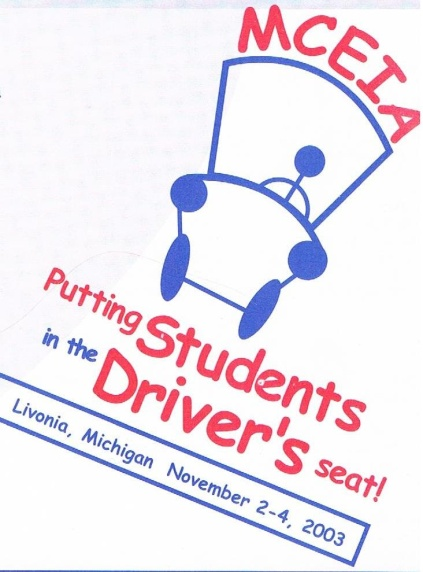 MCEIA
Putting Students
in the Driver's seat!
Livonia, Michigan November 2-4, 2003